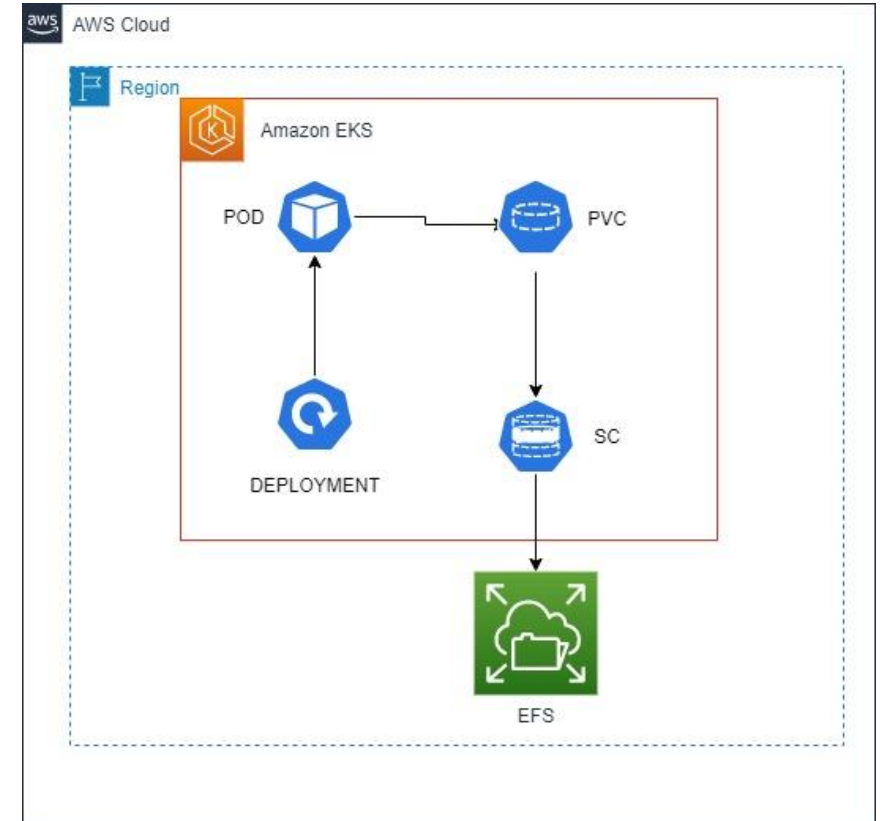 aws
AWS Cloud
Region
Amazon EKS
K
POD
PVC
SC
DEPLOYMENT
EFS